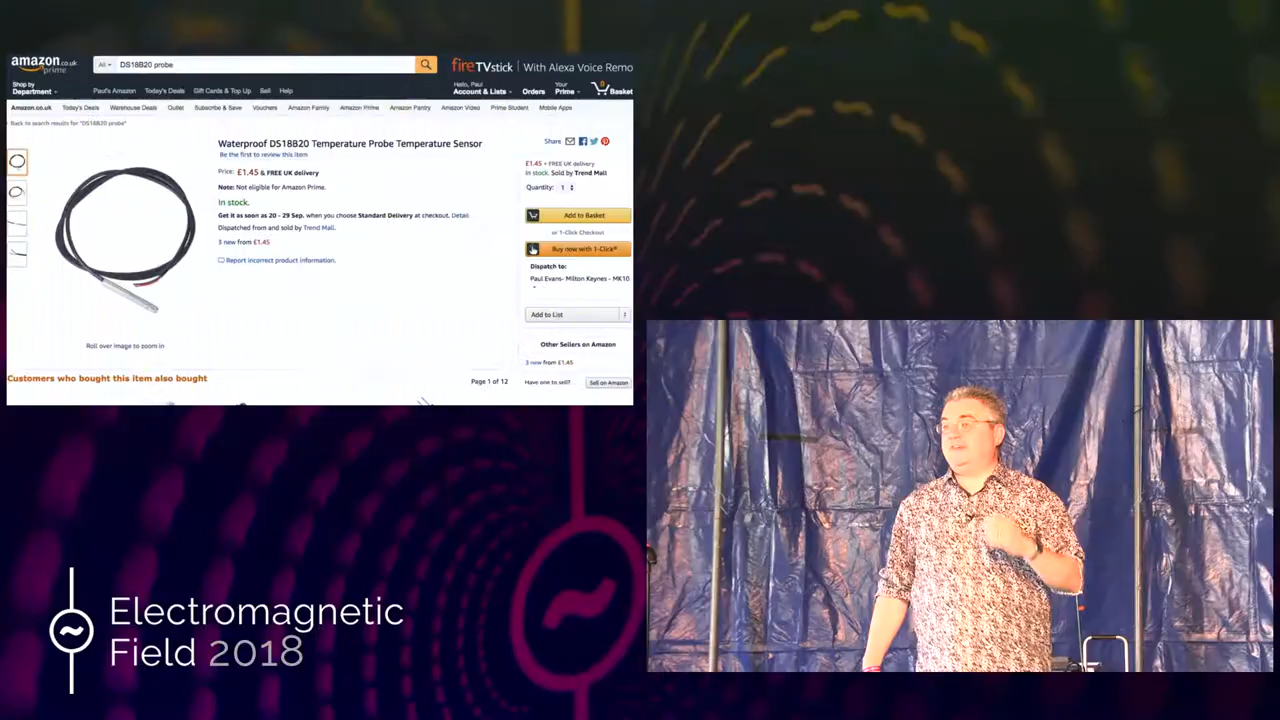 amazon.co.uk
prime
All
DS18B20 probe
fireTVstick | With Alexa Voice Remo
Shop by
Department
Paul's Amazon Today's Deals Gift Cards & Top Up Sell Help
Hello, Paul
Account & Lists
Orders
Your
Prime
0
Basket
Amazon.co.uk Today's Deals Warehouse Deals Outlet Subscribe & Save Vouchers Amazon Family Amazon Prime Amazon Pantry Amazon Video Prime Student Mobile Apps
Back to search results for "DS18B20 probe"
Waterproof DS18B20 Temperature Probe Temperature Sensor
Be the first to review this item
Price: £1.45 & FREE UK delivery
Note: Not eligible for Amazon Prime.
In stock.
Get it as soon as 20 - 29 Sep. when you choose Standard Delivery at checkout. Detail
Dispatched from and sold by Trend Mall.
3 new from £1.45
Report incorrect product information.
Roll over image to zoom in
Share
£1.45 + FREE UK delivery
In stock. Sold by Trend Mall
Quantity: 1
Add to Basket
or 1-Click Checkout
Buy now with 1-Click®
Dispatch to:
Paul Evans- Milton Keynes - MK10
Add to List
Other Sellers on Amazon
3 new from £1.45
Have one to sell?
Sell on Amazon
Customers who bought this item also bought
Page 1 of 12
Electromagnetic
Field 2018